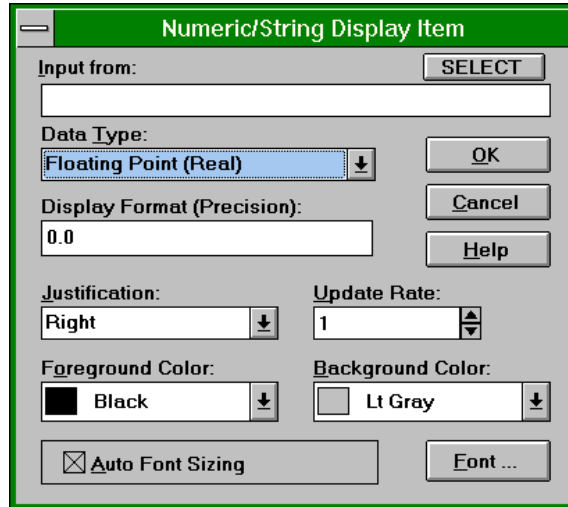 Numeric/String Display Item
Input from:
SELECT
Data Type:
Floating Point (Real)
OK
Display Format (Precision):
Cancel
0.0
Help
Justification:
Update Rate:
Right
1
Foreground Color:
Background Color:
Black
Lt Gray
Auto Font Sizing
Font ...